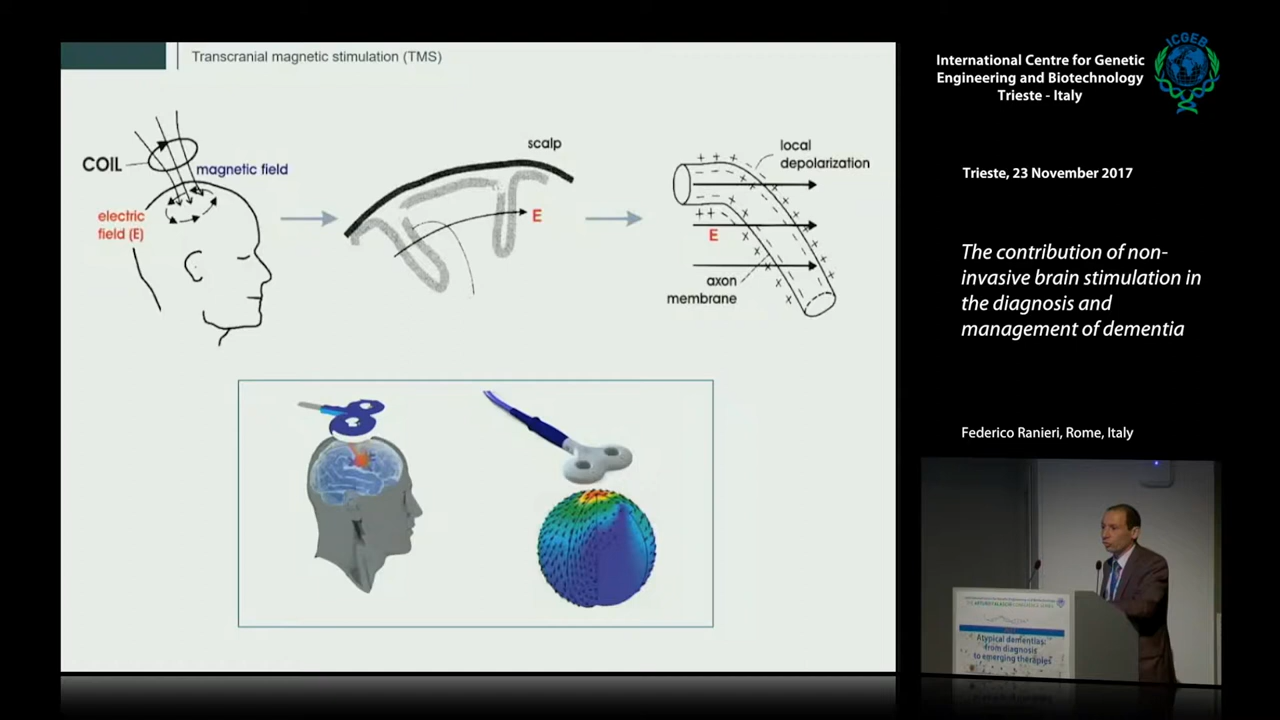 Transcranial magnetic stimulation (TMS)
COIL
magnetic field
electric
field (E)
scalp
E
local
depolarization
E
axon
membrane
ICGEB
International Centre for Genetic
Engineering and Biotechnology
Trieste - Italy
Trieste, 23 November 2017
The contribution of non-
invasive brain stimulation in
the diagnosis and
management of dementia
Federico Ranieri, Rome, Italy
Atypical dementias:
from diagnosis
to emerging therapies